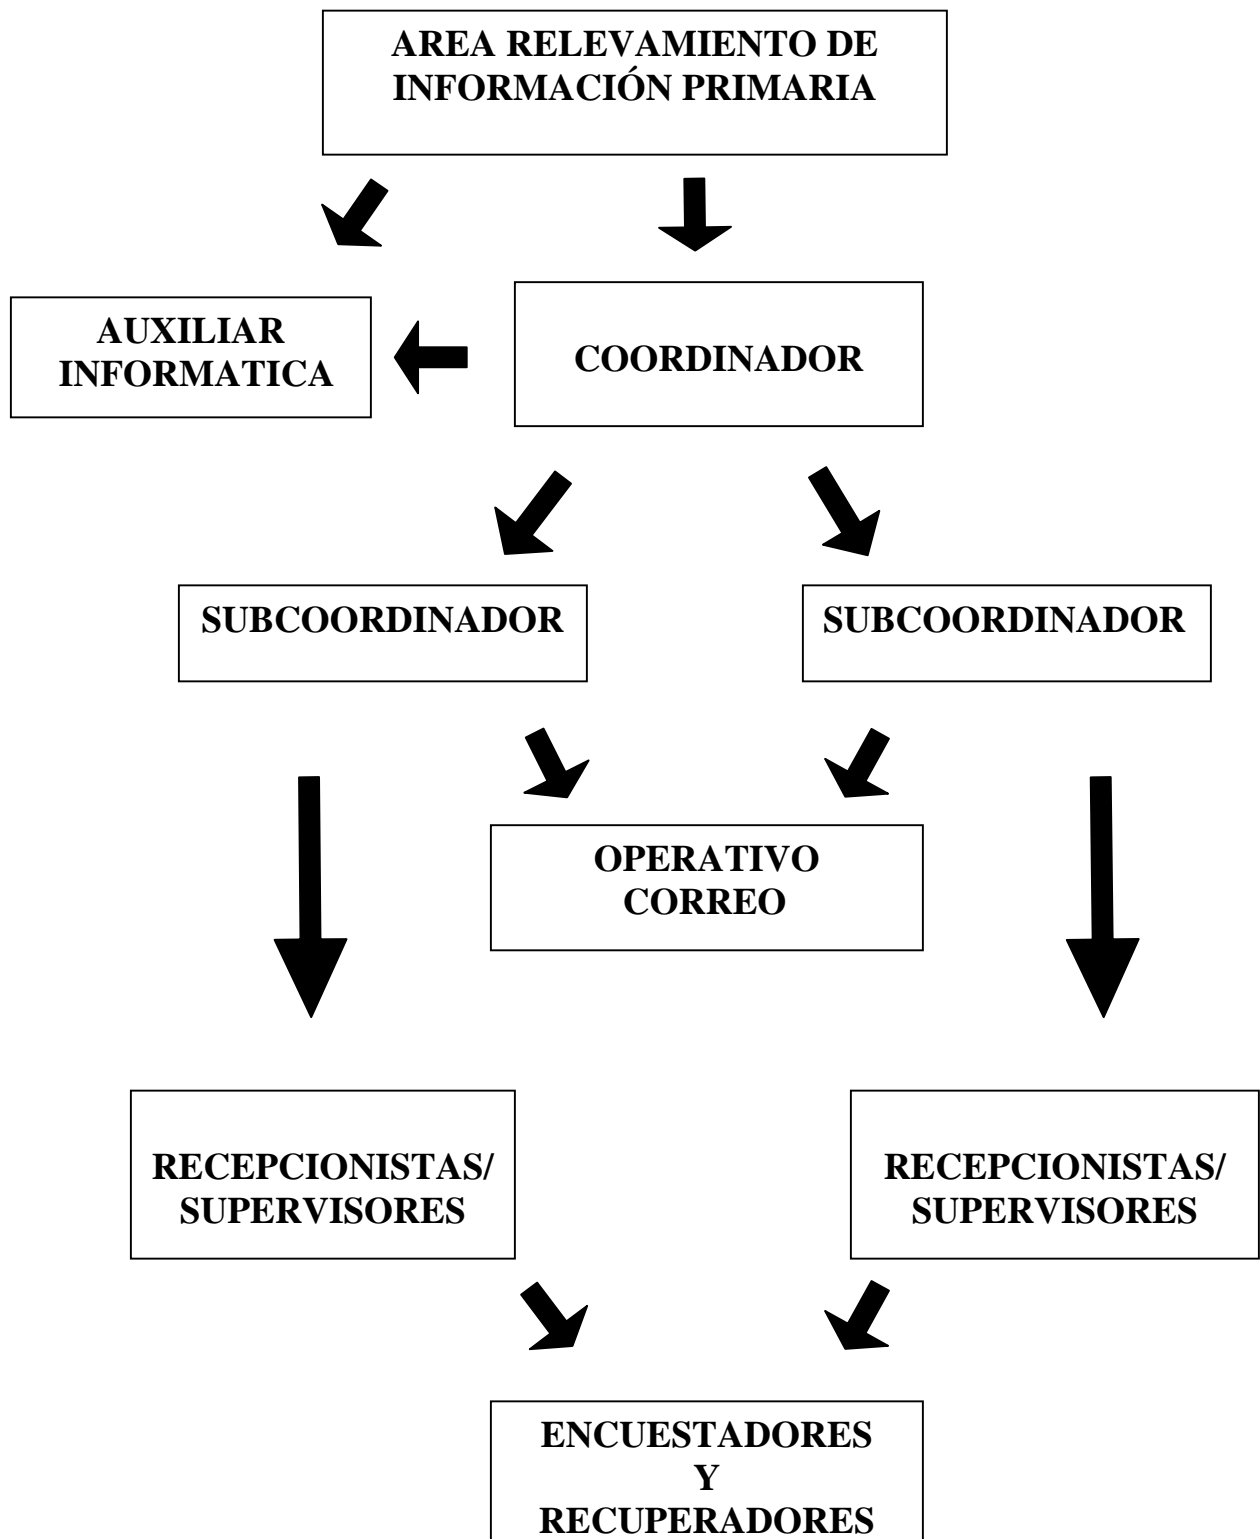 AREA RELEVAMIENTO DE
INFORMACIÓN PRIMARIA
AUXILIAR
INFORMATICA
COORDINADOR
SUBCOORDINADOR
SUBCOORDINADOR
OPERATIVO
CORREO
RECEPCIONISTAS/
SUPERVISORES
RECEPCIONISTAS/
SUPERVISORES
ENCUESTADORES
Y
RECUPERADORES